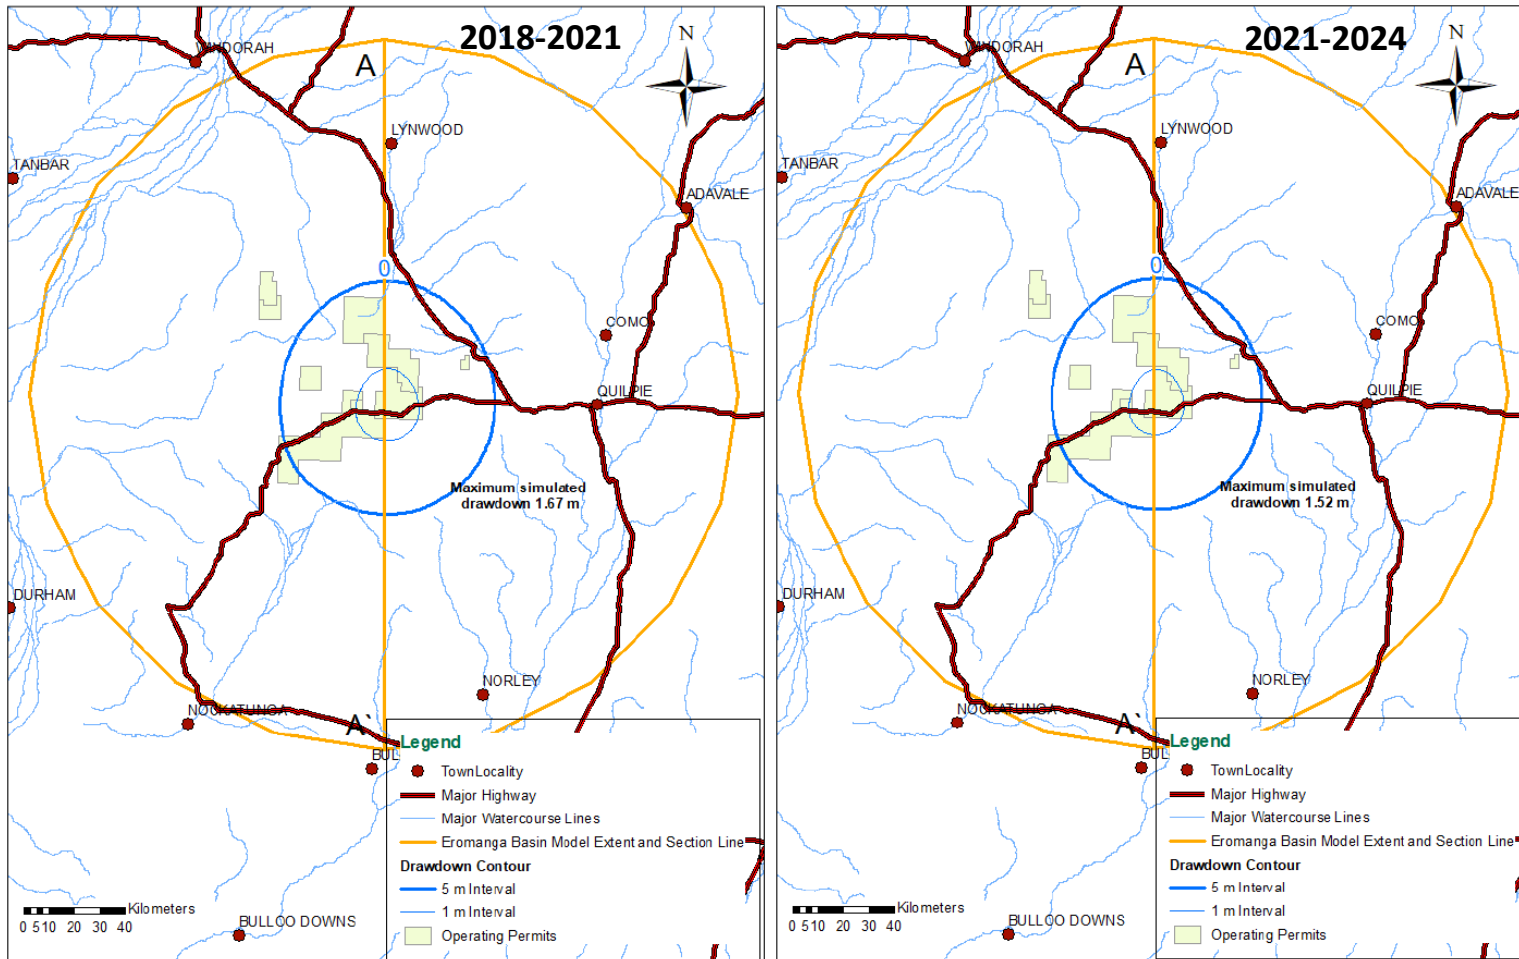 2018-2021
N
WINDORAH
A
LYNWOOD
TANBAR
ADAVALE
0
COMO
QUILPIE
Maximum simulated
drawdown 1.67 m
DURHAM
NORLEY
NOCKATUNGA
A`
BUL
Legend
TownLocality
Major Highway
Major Watercourse Lines
Eromanga Basin Model Extent and Section Line
Drawdown Contour
5 m Interval
1 m Interval
Operating Permits
Kilometers
0 510 20 30 40
BULLOO DOWNS
2021-2024
N
WINDORAH
A
LYNWOOD
TANBAR
ADAVALE
0
COMO
QUILPIE
Maximum simulated
drawdown 1.52 m
DURHAM
NORLEY
NOCKATUNGA
A`
BUL
Legend
TownLocality
Major Highway
Major Watercourse Lines
Eromanga Basin Model Extent and Section Line
Drawdown Contour
5 m Interval
1 m Interval
Operating Permits
Kilometers
0 510 20 30 40
BULLOO DOWNS